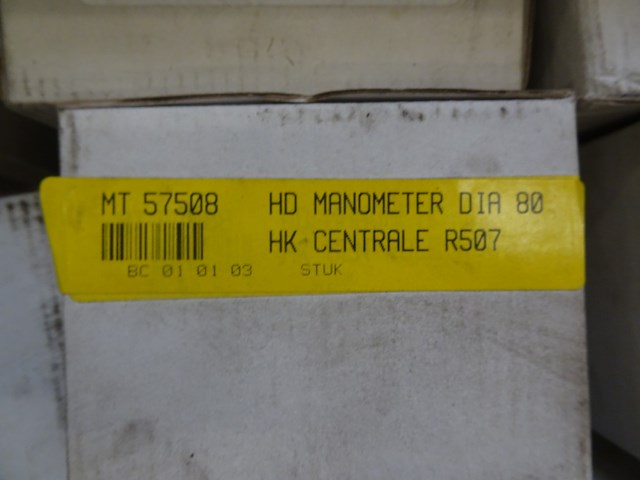 MT 57508 HD MANOMETER DIA 80
HK CENTRALE R507
BC 01 01 03 STUK